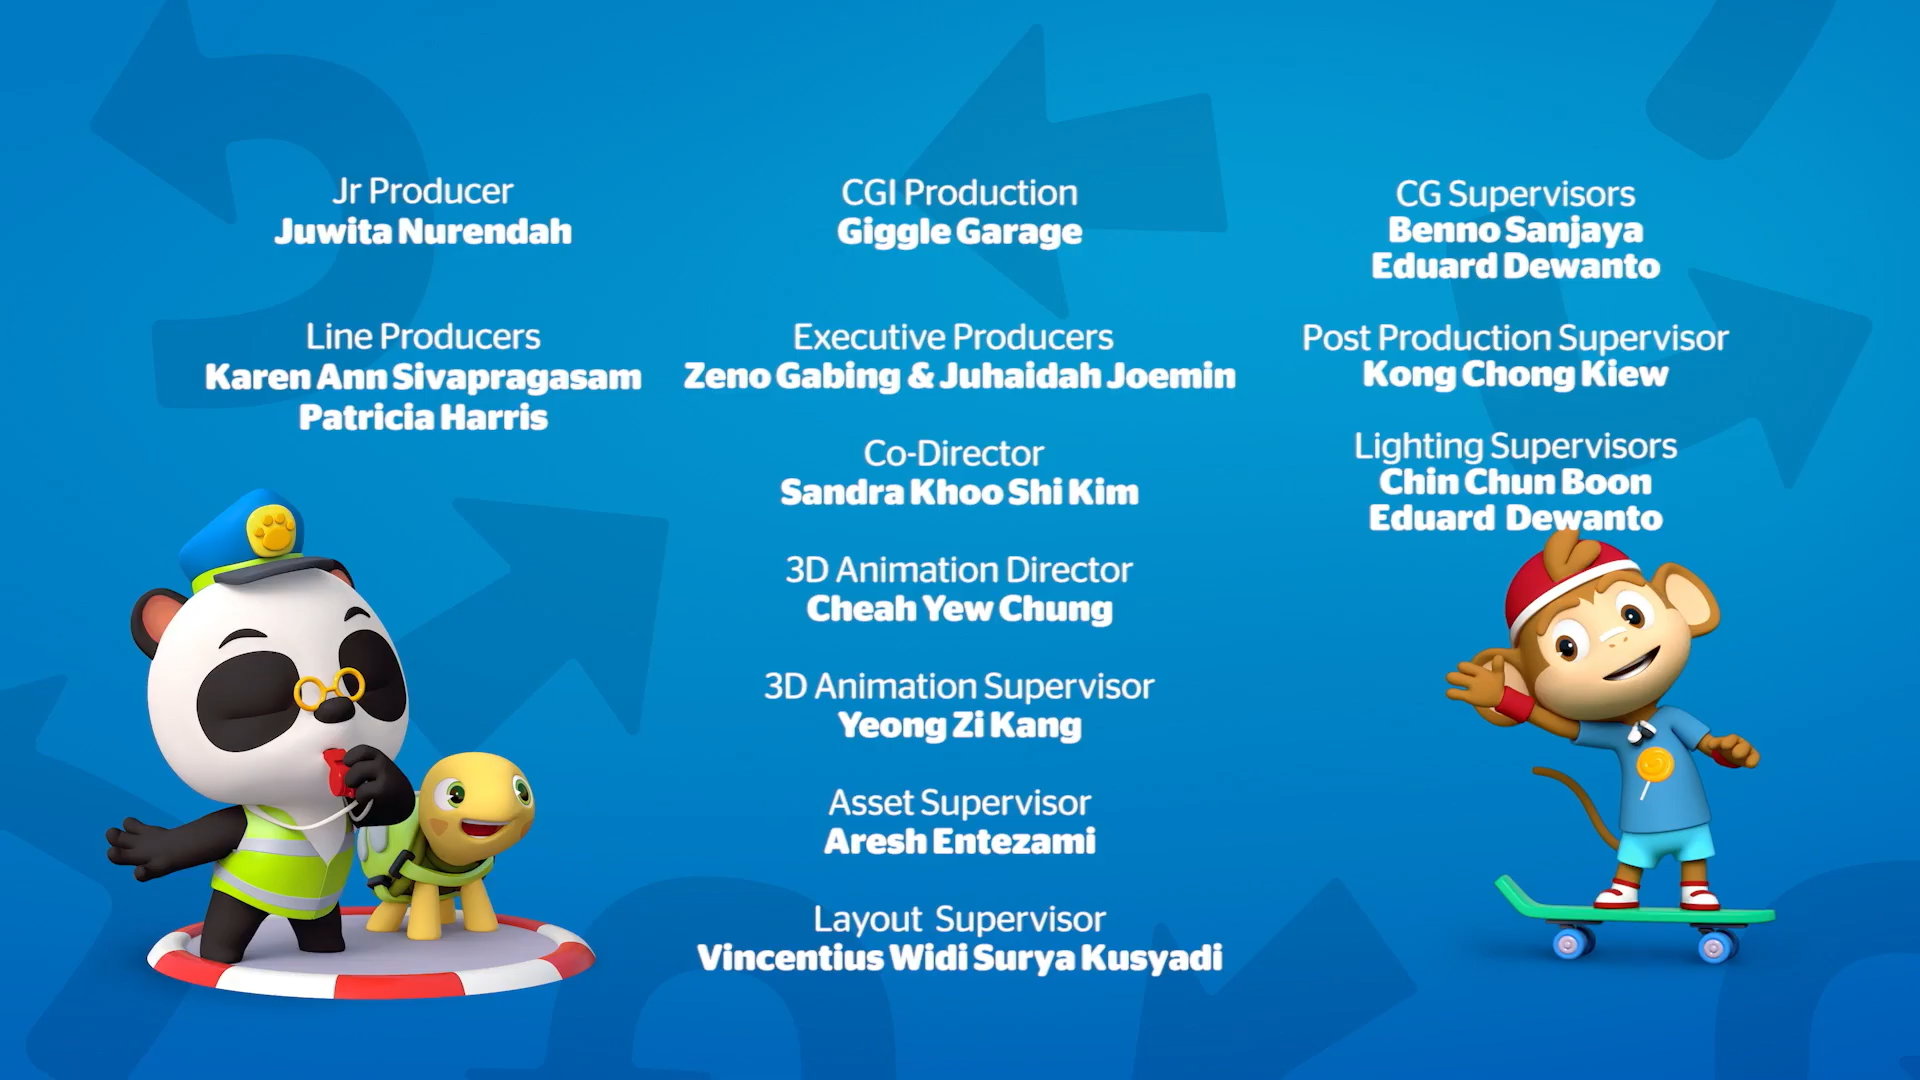 Jr Producer
Juwita Nurendah
Line Producers
Karen Ann Sivapragasam
Patricia Harris
CGI Production
Giggle Garage
Executive Producers
Zeno Gabing & Juhaidah Joemin
Co-Director
Sandra Khoo Shi Kim
3D Animation Director
Cheah Yew Chung
3D Animation Supervisor
Yeong Zi Kang
Asset Supervisor
Aresh Entezami
Layout Supervisor
Vincentius Widi Surya Kusyadi
CG Supervisors
Benno Sanjaya
Eduard Dewanto
Post Production Supervisor
Kong Chong Kiew
Lighting Supervisors
Chin Chun Boon
Eduard Dewanto